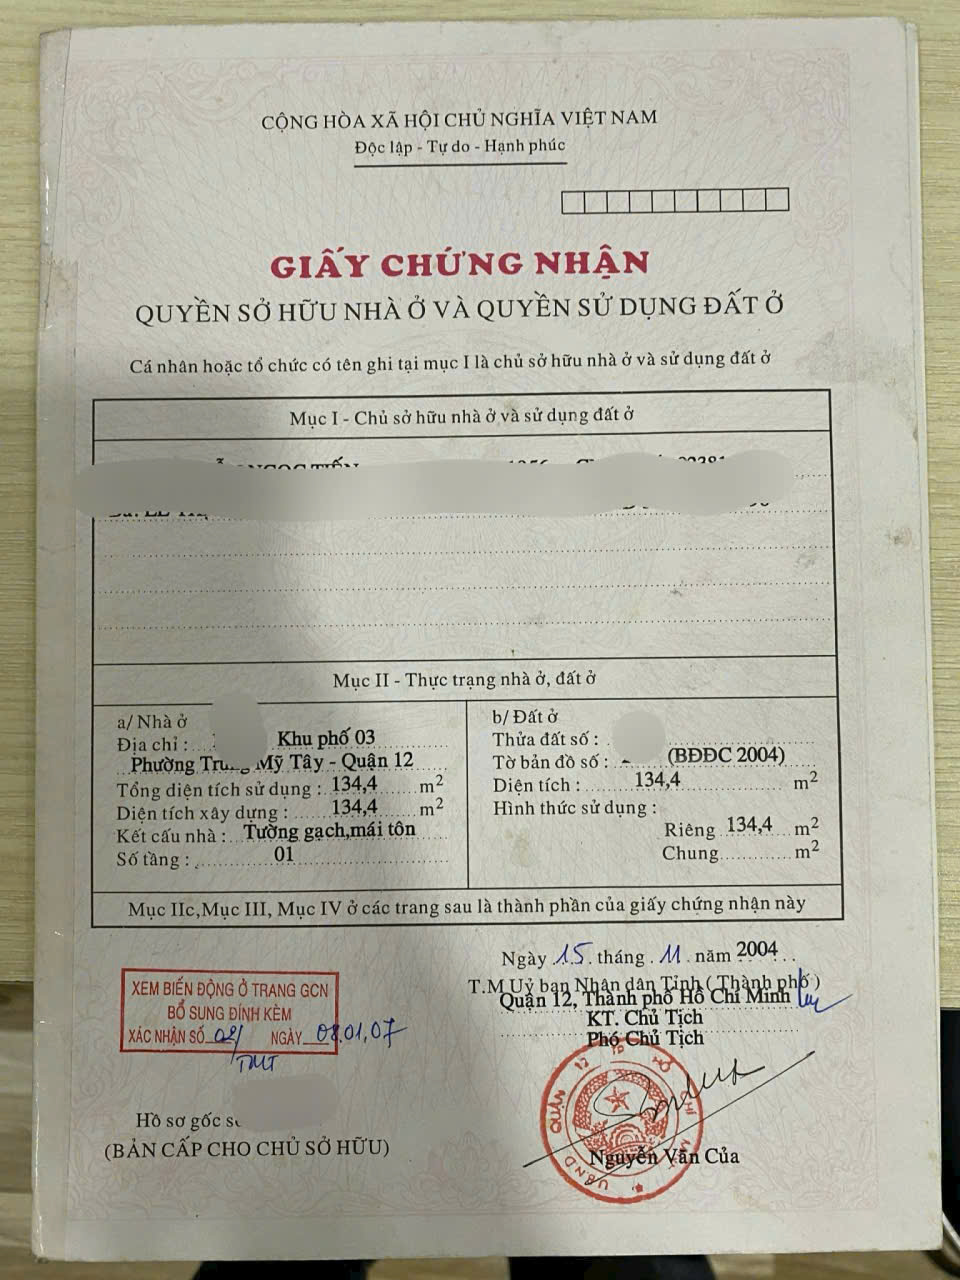 CỘNG HÒA XÃ HỘI CHỦ NGHĨA VIỆT NAM
Độc lập - Tự do - Hạnh phúc
GIẤY CHỨNG NHẬN
QUYỀN SỞ HỮU NHÀ Ở VÀ QUYỀN SỬ DỤNG ĐẤT Ở
Cá nhân hoặc tổ chức có tên ghi tại mục I là chủ sở hữu nhà ở và sử dụng đất ở
Mục I - Chủ sở hữu nhà ở và sử dụng đất ở
Mục II - Thực trạng nhà ở, đất ở
a/ Nhà ở
Địa chỉ : Khu phố 03
Phường Mỹ Tây - Quận 12
Tổng diện tích sử dụng : 134,4 m2
Diện tích xây dựng : 134,4 m2
Kết cấu nhà : Tường gạch,mái tôn
Số tầng : 01
b/ Đất ở
Thửa đất số :
Tờ bản đồ số : (BĐĐC 2004)
Diện tích : 134,4 m2
Hình thức sử dụng :
Riêng 134,4 m2
Chung m2
Mục IIc,Mục III, Mục IV ở các trang sau là thành phần của giấy chứng nhận này
Ngày 15 tháng 11 năm 2004
T.M Uỷ ban Nhân dân Tỉnh ( Thành phố )
Quận 12, Thành phố Hồ Chí Minh
KT. Chủ Tịch
Phó Chủ Tịch
Nguyễn Văn Của
XEM BIẾN ĐỘNG Ở TRANG GCN
BỔ SUNG ĐÍNH KÈM
XÁC NHẬN SỐ NGÀY 08.01.07
TMT
Hồ sơ gốc
(BẢN CẤP CHO CHỦ SỞ HỮU)